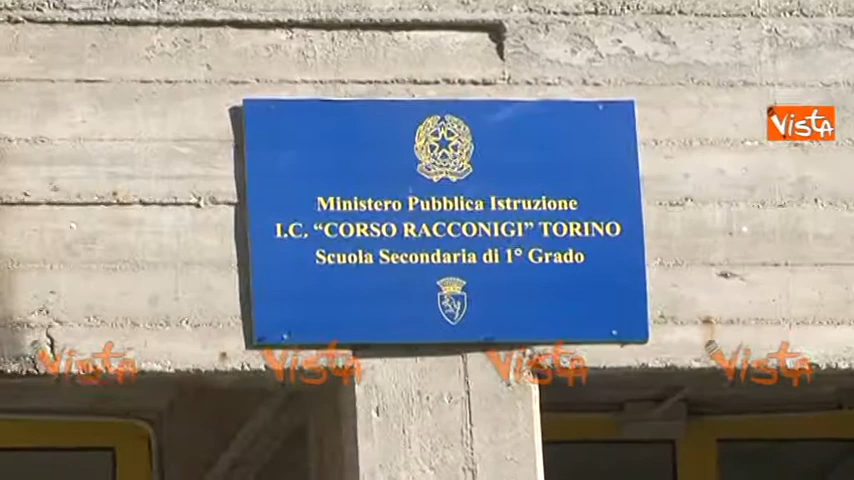 VISTA
Ministero Pubblica Istruzione
I.C. “CORSO RACCONIGI” TORINO
Scuola Secondaria di 1° Grado
VISTA VISTA VISTA VISTA